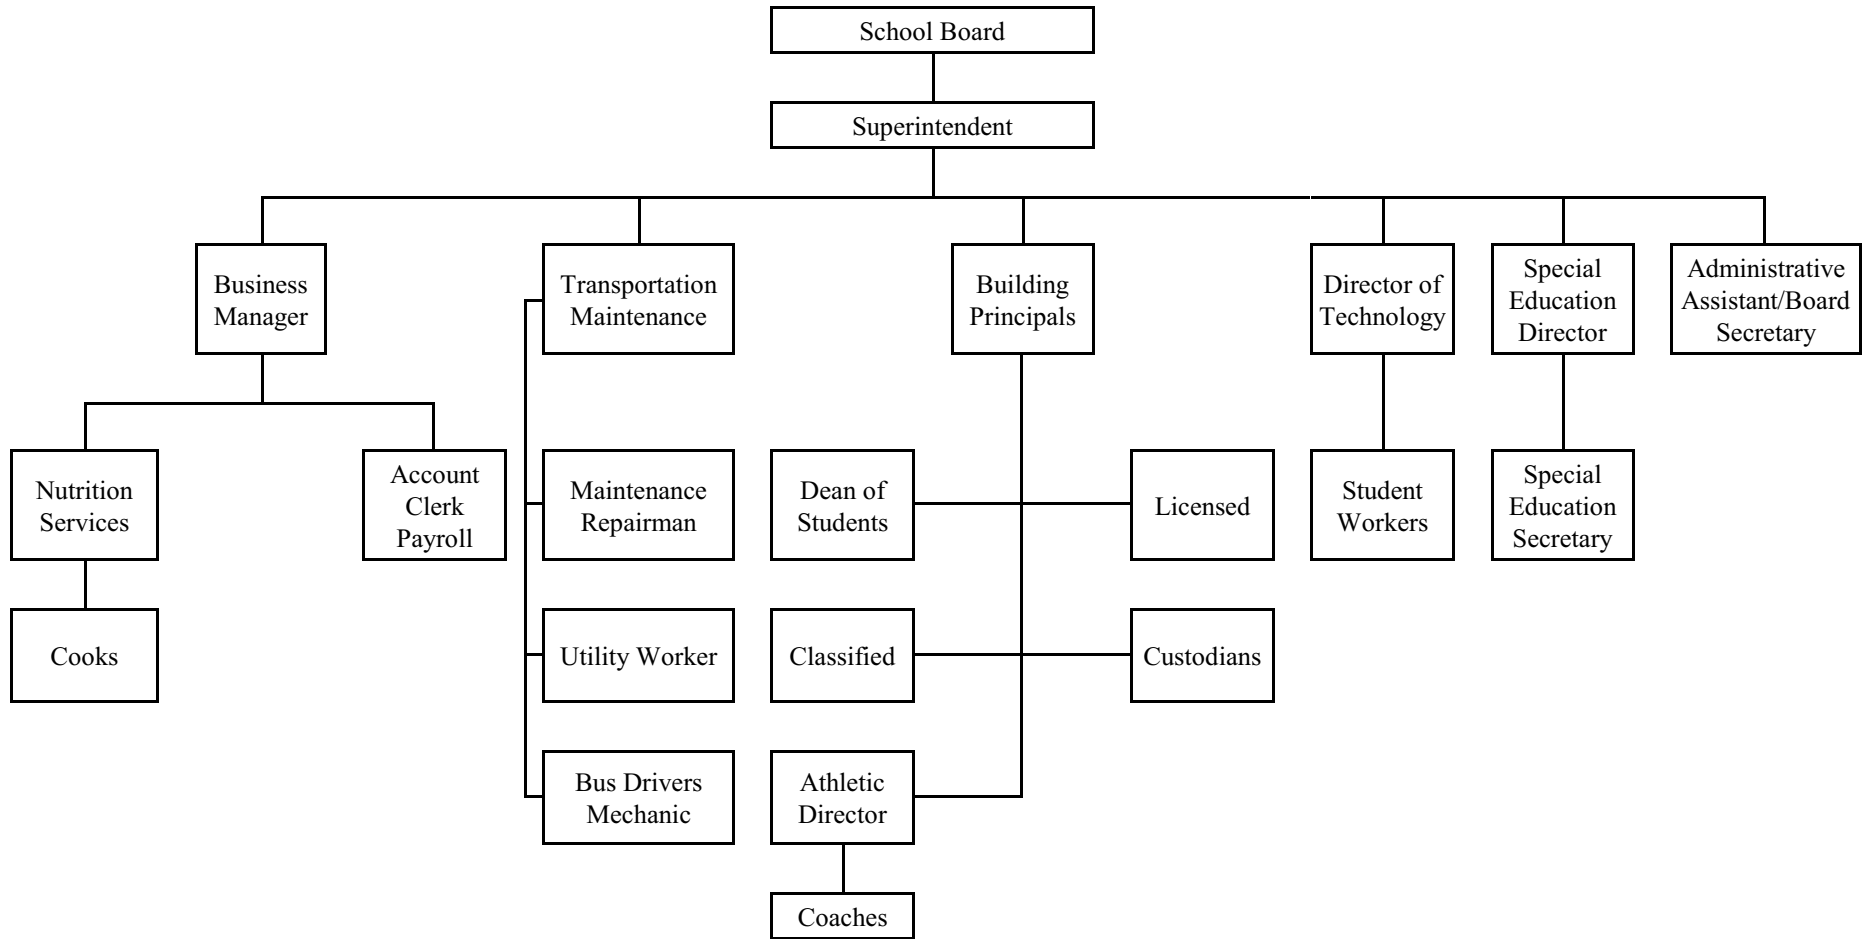 School Board
Superintendent
Business
Manager
Transportation
Maintenance
Building
Principals
Director of
Technology
Special
Education
Director
Administrative
Assistant/Board
Secretary
Nutrition
Services
Account
Clerk
Payroll
Maintenance
Repairman
Dean of
Students
Licensed
Student
Workers
Special
Education
Secretary
Cooks
Utility Worker
Classified
Custodians
Bus Drivers
Mechanic
Athletic
Director
Coaches